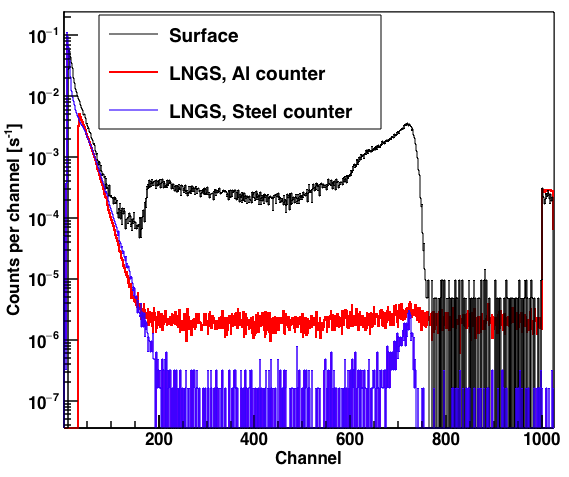 Surface
LNGS, Al counter
LNGS, Steel counter
Counts per channel [s⁻¹]
10⁻¹
10⁻²
10⁻³
10⁻⁴
10⁻⁵
10⁻⁶
10⁻⁷
200 400 600 800 1000
Channel